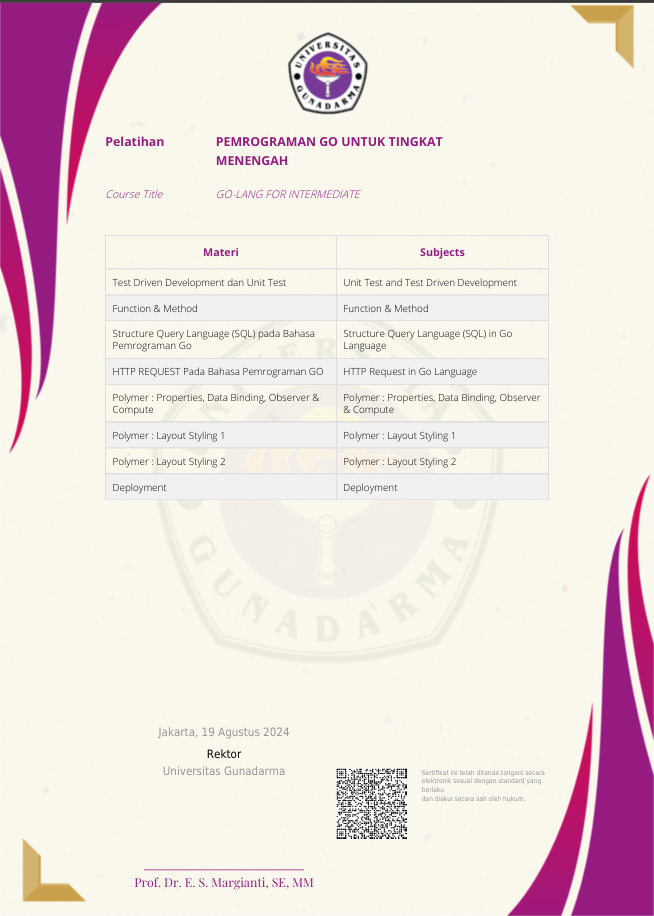 UNIVERSITAS
GUNADARMA
Pelatihan
PEMROGRAMAN GO UNTUK TINGKAT
MENENGAH
Course Title
GO-LANG FOR INTERMEDIATE
Materi
Subjects
Test Driven Development dan Unit Test
Unit Test and Test Driven Development
Function & Method
Function & Method
Structure Query Language (SQL) pada Bahasa
Pemrograman Go
Structure Query Language (SQL) in Go
Language
HTTP REQUEST Pada Bahasa Pemrograman GO
HTTP Request in Go Language
Polymer : Properties, Data Binding, Observer &
Compute
Polymer : Properties, Data Binding, Observer
& Compute
Polymer : Layout Styling 1
Polymer : Layout Styling 1
Polymer : Layout Styling 2
Polymer : Layout Styling 2
Deployment
Deployment
UNIVERSITAS
GUNADARMA
Jakarta, 19 Agustus 2024
Rektor
Universitas Gunadarma
Sertifikat ini telah ditanda tangani secara
elektronik sesuai dengan standard yang
berlaku
dan diakui secara sah oleh hukum.
Prof. Dr. E. S. Margianti, SE, MM